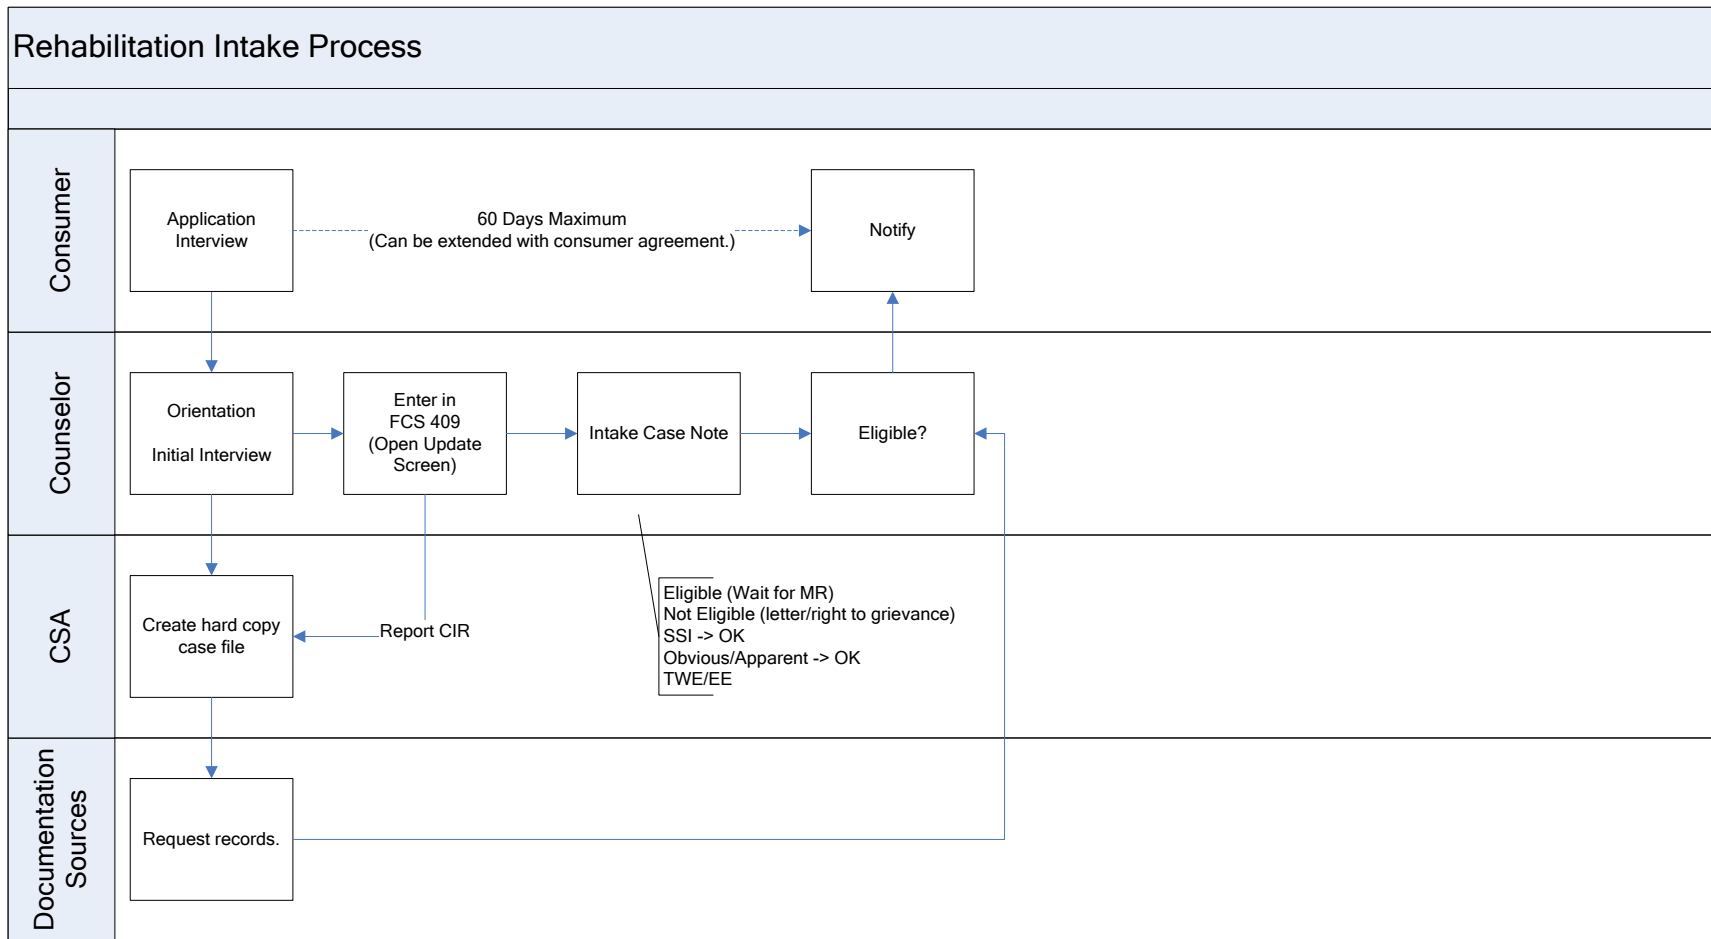 Rehabilitation Intake Process
Consumer
Application
Interview
60 Days Maximum
(Can be extended with consumer agreement.)
Notify
Counselor
Orientation
Initial Interview
Enter in
FCS 409
(Open Update
Screen)
Intake Case Note
Eligible?
CSA
Create hard copy
case file
Report CIR
Eligible (Wait for MR)
Not Eligible (letter/right to grievance)
SSI -> OK
Obvious/Apparent -> OK
TWE/EE
Documentation
Sources
Request records.